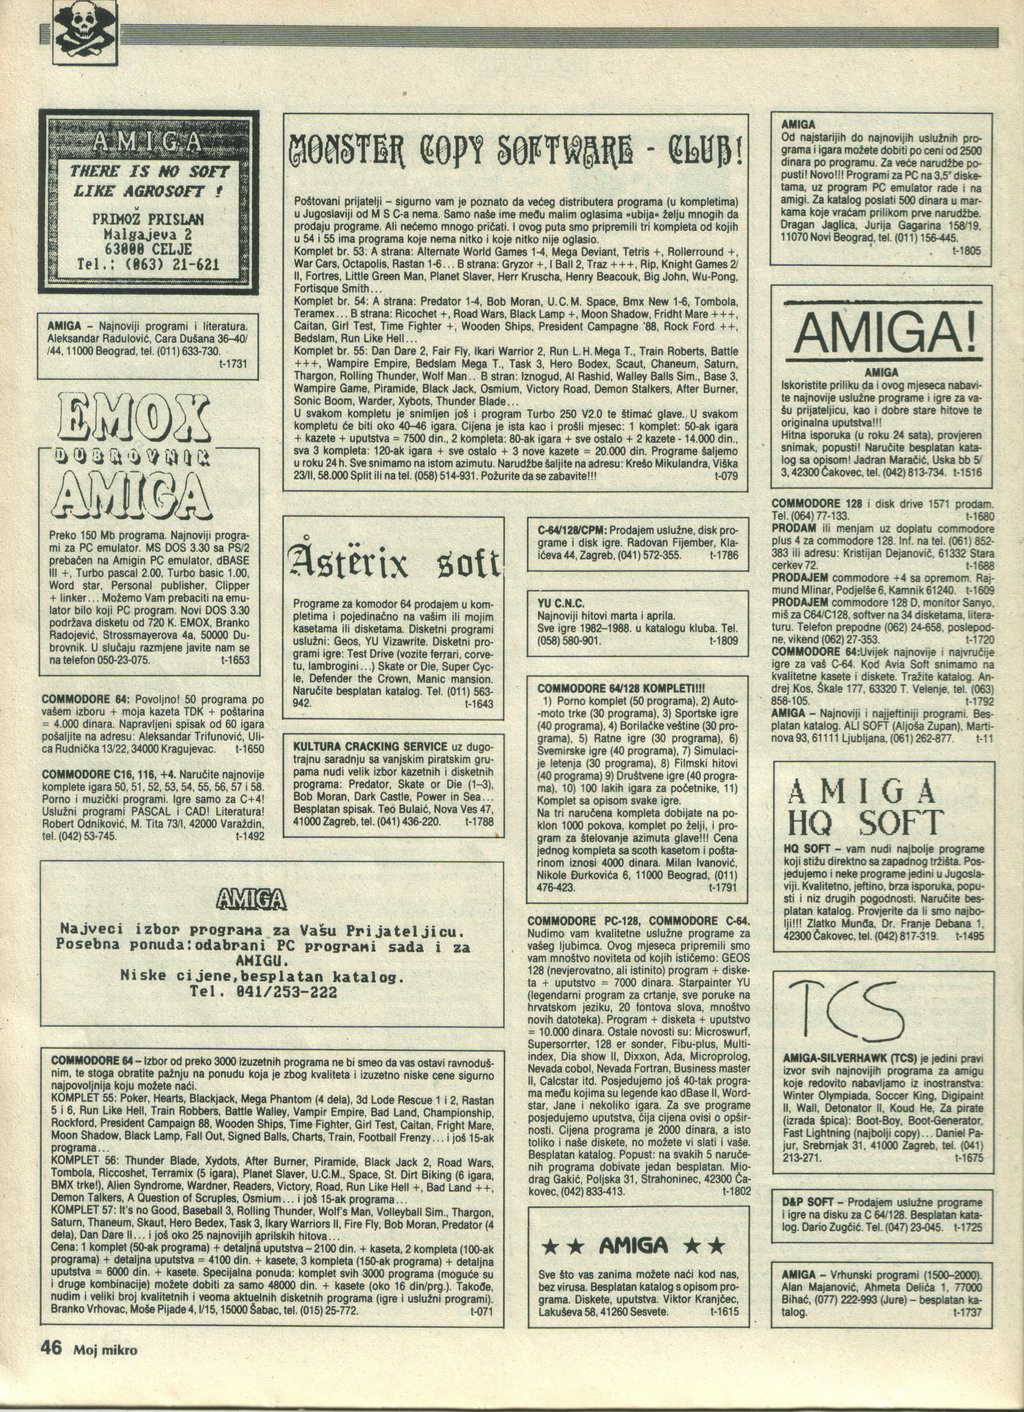 AMIGA
THERE IS NO SOFT
LIKE AGROSOFT !
PRIMOŽ PRISLAN
Malgajeva 2
63000 CELJE
Tel.: (063) 21-621
AMIGA – Najnoviji programi i literatura.
Aleksandar Radulović, Cara Dušana 36–40/
/44, 11000 Beograd, tel. (011) 633-730.
t-1731
EMOX
DUBROVNIK
AMIGA
Preko 150 Mb programa. Najnoviji progra-
mi za PC emulator. MS DOS 3.30 sa PS/2
prebačen na Amigin PC emulator, dBASE
III +, Turbo pascal 2.00, Turbo basic 1.00,
Word star, Personal publisher, Clipper
+ linker... Možemo Vam prebaciti na emu-
lator bilo koji PC program. Novi DOS 3.30
podržava disketu od 720 K. EMOX, Branko
Radojević, Strossmayerova 4a, 50000 Du-
brovnik. U slučaju razmjene javite nam se
na telefon 050-23-075. t-1653
COMMODORE 64: Povoljno! 50 programa po
vašem izboru + moja kazeta TDK + poštarina
= 4.000 dinara. Napravljeni spisak od 60 igara
pošaljite na adresu: Aleksandar Trifunović, Uli-
ca Rudnička 13/22, 34000 Kragujevac. t-1650
COMMODORE C16, 116, +4. Naručite najnovije
komplete igara 50, 51, 52, 53, 54, 55, 56, 57 i 58.
Porno i muzički programi. Igre samo za C+4!
Uslužni programi PASCAL i CAD! Literatura!
Robert Odniković, M. Tita 73/I, 42000 Varaždin,
tel. (042) 53-745. t-1492
MONSTER COPY SOFTWARE - CLUB!
Poštovani prijatelji – sigurno vam je poznato da većeg distributera programa (u kompletima)
u Jugoslaviji od M S C-a nema. Samo naše ime među malim oglasima »ubija« želju mnogih da
prodaju programe. Ali nećemo mnogo pričati. I ovog puta smo pripremili tri kompleta od kojih
u 54 i 55 ima programa koje nema nitko i koje nitko nije oglasio.
Komplet br. 53: A strana: Alternate World Games 1-4, Mega Deviant, Tetris +, Rollerround +,
War Cars, Octapolis, Rastan 1-6... B strana: Gryzor +, I Ball 2, Traz +++, Rip, Knight Games 2/
II, Fortres, Little Green Man, Planet Slaver, Herr Kruscha, Henry Beacouk, Big John, Wu-Pong,
Fortisque Smith...
Komplet br. 54: A strana: Predator 1-4, Bob Moran, U. C. M. Space, Bmx New 1-6, Tombola,
Teramex... B strana: Ricochet +, Road Wars, Black Lamp +, Moon Shadow, Fridht Mare +++,
Caitan, Girl Test, Time Fighter +, Wooden Ships, President Campagne '88, Rock Ford ++,
Bedslam, Run Like Hell...
Komplet br. 55: Dan Dare 2, Fair Fly, Ikari Warrior 2, Run L. H. Mega T., Train Roberts, Battle
+++, Wampire Empire, Bedslam Mega T., Task 3, Hero Bodex, Scaut, Chaneum, Saturn,
Thargon, Rolling Thunder, Wolf Man.. B stran: Iznogud, Al Rashid, Walley Balls Sim., Base 3,
Wampire Game, Piramide, Black Jack, Osmium, Victory Road, Demon Stalkers, After Burner,
Sonic Boom, Warder, Xybots, Thunder Blade...
U svakom kompletu je snimljen još i program Turbo 250 V2.0 te štimač glave. U svakom
kompletu će biti oko 40–46 igara. Cijena je ista kao i prošli mjesec: 1 komplet: 50-ak igara
+ kazete + uputstva = 7500 din., 2 kompleta: 80-ak igara + sve ostalo + 2 kazete - 14.000 din.,
sva 3 kompleta: 120-ak igara + sve ostalo + 3 nove kazete = 20.000 din. Programe šaljemo
u roku 24 h. Sve snimamo na istom azimutu. Narudžbe šaljite na adresu: Krešo Mikulandra, Viška
23/II, 58.000 Split ili na tel. (058) 514-931. Požurite da se zabavite!!! t-079
Asterix soft
Programe za komodor 64 prodajem u kom-
pletima i pojedinačno na vašim ili mojim
kasetama ili disketama. Disketni programi
uslužni: Geos, YU Vizawrite. Disketni pro-
grami igre: Test Drive (vozite ferrari, corve-
tu, lambrogini...) Skate or Die, Super Cyc-
le, Defender the Crown, Manic mansion.
Naručite besplatan katalog. Tel. (011) 563-
942. t-1643
KULTURA CRACKING SERVICE uz dugo-
trajnu saradnju sa vanjskim piratskim gru-
pama nudi velik izbor kazetnih i disketnih
programa: Predator, Skate or Die (1–3),
Bob Moran, Dark Castle, Power in Sea...
Besplatan spisak. Teo Bulaić, Nova Ves 47,
41000 Zagreb, tel. (041) 436-220. t-1788
AMIGA
Najveci izbor programa za Vašu Prijateljicu.
Posebna ponuda:odabrani PC programi sada i za
AMIGU.
Niske cijene,besplatan katalog.
Tel. 041/253-222
COMMODORE 64 – Izbor od preko 3000 izuzetnih programa ne bi smeo da vas ostavi ravnoduš-
nim, te stoga obratite pažnju na ponudu koja je zbog kvaliteta i izuzetno niske cene sigurno
najpovoljnija koju možete naći.
KOMPLET 55: Poker, Hearts, Blackjack, Mega Phantom (4 dela), 3d Lode Rescue 1 i 2, Rastan
5 i 6, Run Like Hell, Train Robbers, Battle Walley, Vampir Empire, Bad Land, Championship,
Rockford, President Campaign 88, Wooden Ships, Time Fighter, Girl Test, Caitan, Fright Mare,
Moon Shadow, Black Lamp, Fall Out, Signed Balls, Charts, Train, Football Frenzy... i još 15-ak
programa...
KOMPLET 56: Thunder Blade, Xydots, After Burner, Piramide, Black Jack 2, Road Wars,
Tombola, Riccoshet, Terramix (5 igara), Planet Slaver, U.C.M., Space, St. Dirt Biking (6 igara,
BMX trke!), Alien Syndrome, Wardner, Readers, Victory, Road, Run Like Hell +, Bad Land ++,
Demon Talkers, A Question of Scruples, Osmium... i još 15-ak programa...
KOMPLET 57: It's no Good, Baseball 3, Rolling Thunder, Wolf's Man, Volleyball Sim., Thargon,
Saturn, Thaneum, Skaut, Hero Bedex, Task 3, Ikary Warriors II, Fire Fly, Bob Moran, Predator (4
dela), Dan Dare II... i još oko 25 najnovijih aprilskih hitova...
Cena: 1 komplet (50-ak programa) + detaljna uputstva – 2100 din. + kaseta, 2 kompleta (100-ak
programa) + detaljna uputstva = 4100 din. + kasete, 3 kompleta (150-ak programa) + detaljna
uputstva = 6000 din. + kasete. Specijalna ponuda: komplet svih 3000 programa (moguće su
i druge kombinacije) možete dobiti za samo 48000 din. + kasete (oko 16 din/prg.). Takođe,
nudim i veliki broj kvalitetnih i veoma aktuelnih disketnih programa (igre i uslužni programi).
Branko Vrhovac, Moše Pijade 4, I/15, 15000 Šabac, tel. (015) 25-772. t-071
C-64/128/CPM: Prodajem uslužne, disk pro-
grame i disk igre. Radovan Fijember, Kla-
ićeva 44, Zagreb, (041) 572-355. t-1786
YU C.N.C.
Najnoviji hitovi marta i aprila.
Sve igre 1982–1988. u katalogu kluba. Tel.
(058) 580-901. t-1809
COMMODORE 64/128 KOMPLETI!!!
1) Porno komplet (50 programa), 2) Auto-
-moto trke (30 programa), 3) Sportske igre
(40 programa), 4) Borilačke veštine (30 pro-
grama), 5) Ratne igre (30 programa), 6)
Svemirske igre (40 programa), 7) Simulaci-
je letenja (30 programa), 8) Filmski hitovi
(40 programa) 9) Društvene igre (40 progra-
ma), 10) 100 lakih igara za početnike, 11)
Komplet sa opisom svake igre.
Na tri naručena kompleta dobijate na po-
klon 1000 pokova, komplet po želji, i pro-
gram za štelovanje azimuta glave!!! Cena
jednog kompleta sa scoth kasetom i pošta-
rinom iznosi 4000 dinara. Milan Ivanović,
Nikole Đurkovića 6, 11000 Beograd, (011)
476-423. t-1791
COMMODORE PC-128, COMMODORE C-64.
Nudimo vam kvalitetne uslužne programe za
vašeg ljubimca. Ovog mjeseca pripremili smo
vam mnoštvo noviteta od kojih ističemo: GEOS
128 (nevjerovatno, ali istinito) program + diske-
ta + uputstvo = 7000 dinara. Starpainter YU
(legendarni program za crtanje, sve poruke na
hrvatskom jeziku, 20 fontova slova, mnoštvo
novih datoteka). Program + disketa + uputstvo
= 10.000 dinara. Ostale novosti su: Microswurf,
Supersorrter, 128 er sonder, Fibu-plus, Multi-
index, Dia show II, Dixxon, Ada, Microprolog,
Nevada cobol, Nevada Fortran, Business master
II, Calcstar itd. Posjedujemo još 40-tak progra-
ma među kojima su legende kao dBase II, Word-
star, Jane i nekoliko igara. Za sve programe
posjedujemo uputstva, čija cijena ovisi o opšir-
nosti. Cijena programa je 2000 dinara, a isto
toliko i naše diskete, no možete vi slati i vaše.
Besplatan katalog. Popust: na svakih 5 naruče-
nih programa dobivate jedan besplatan. Mio-
drag Gakić, Poljska 31, Strahoninec, 42300 Ča-
kovec, (042) 833-413. t-1802
★★ AMIGA ★★
Sve što vas zanima možete naći kod nas,
bez virusa. Besplatan katalog s opisom pro-
grama. Diskete, uputstva. Viktor Kranjčec,
Lakuševa 58, 41260 Sesvete. t-1615
AMIGA
Od najstarijih do najnovijih uslužnih pro-
grama i igara možete dobiti po ceni od 2500
dinara po programu. Za veće narudžbe po-
pusti! Novo!!! Programi za PC na 3,5" diske-
tama, uz program PC emulator rade i na
amigi. Za katalog poslati 500 dinara u mar-
kama koje vraćam prilikom prve narudžbe.
Dragan Jaglica, Jurija Gagarina 158/19,
11070 Novi Beograd, tel. (011) 156-445.
t-1805
AMIGA!
AMIGA
Iskoristite priliku da i ovog mjeseca nabavi-
te najnovije uslužne programe i igre za va-
šu prijateljicu, kao i dobre stare hitove te
originalna uputstva!!!
Hitna isporuka (u roku 24 sata), provjeren
snimak, popusti! Naručite besplatan kata-
log sa opisom! Jadran Maračić, Uska bb 5/
3, 42300 Čakovec, tel. (042) 813-734. t-1516
COMMODORE 128 i disk drive 1571 prodam.
Tel. (064) 77-133. t-1680
PRODAM ili menjam uz doplatu commodore
plus 4 za commodore 128. Inf. na tel. (061) 852-
383 ili adresu: Kristijan Dejanović, 61332 Stara
cerkev 72. t-1688
PRODAJEM commodore +4 sa opremom. Raj-
mund Mlinar, Podjelše 6, Kamnik 61240. t-1609
PRODAJEM commodore 128 D, monitor Sanyo,
miš za C64/C128, softver na 34 disketama, litera-
turu. Telefon prepodne (062) 24-658, poslepod-
ne, vikend (062) 27-353. t-1720
COMMODORE 64:Uvijek najnovije i najvručije
igre za vaš C-64. Kod Avia Soft snimamo na
kvalitetne kasete i diskete. Tražite katalog. An-
drej Kos, Škale 177, 63320 T. Velenje, tel. (063)
858-105. t-1792
AMIGA – Najnoviji i najjeftiniji programi. Bes-
platan katalog. ALJ SOFT (Aljoša Zupan), Marti-
nova 93, 61111 Ljubljana, (061) 262-877. t-11
AMIGA
HQ SOFT
HQ SOFT – vam nudi najbolje programe
koji stižu direktno sa zapadnog tržišta. Pos-
jedujemo i neke programe jedini u Jugosla-
viji. Kvalitetno, jeftino, brza isporuka, popu-
sti i niz drugih pogodnosti. Naručite bes-
platan katalog. Provjerite da li smo najbo-
lji!!! Zlatko Munđa, Dr. Franje Debana 1,
42300 Čakovec, tel. (042) 817-319. t-1495
TCS
AMIGA-SILVERHAWK (TCS) je jedini pravi
izvor svih najnovijih programa za amigu
koje redovito nabavljamo iz inostranstva:
Winter Olympiada, Soccer King, Digipaint
II, Wall, Detonator II, Koud He, Za pirate
(izrada špica): Boot-Boy, Boot-Generator,
Fast Lightning (najbolji copy)... Daniel Pa-
jur, Srebrnjak 31, 41000 Zagreb, tel. (041)
213-271. t-1675
D&P SOFT – Prodajem uslužne programe
i igre na disku za C 64/128. Besplatan kata-
log. Dario Zugčić. Tel. (047) 23-045. t-1725
AMIGA – Vrhunski programi (1500–2000).
Alan Majanović, Ahmeta Delića 1, 77000
Bihać, (077) 222-993 (Jure) – besplatan ka-
talog. t-1737
46 Moj mikro